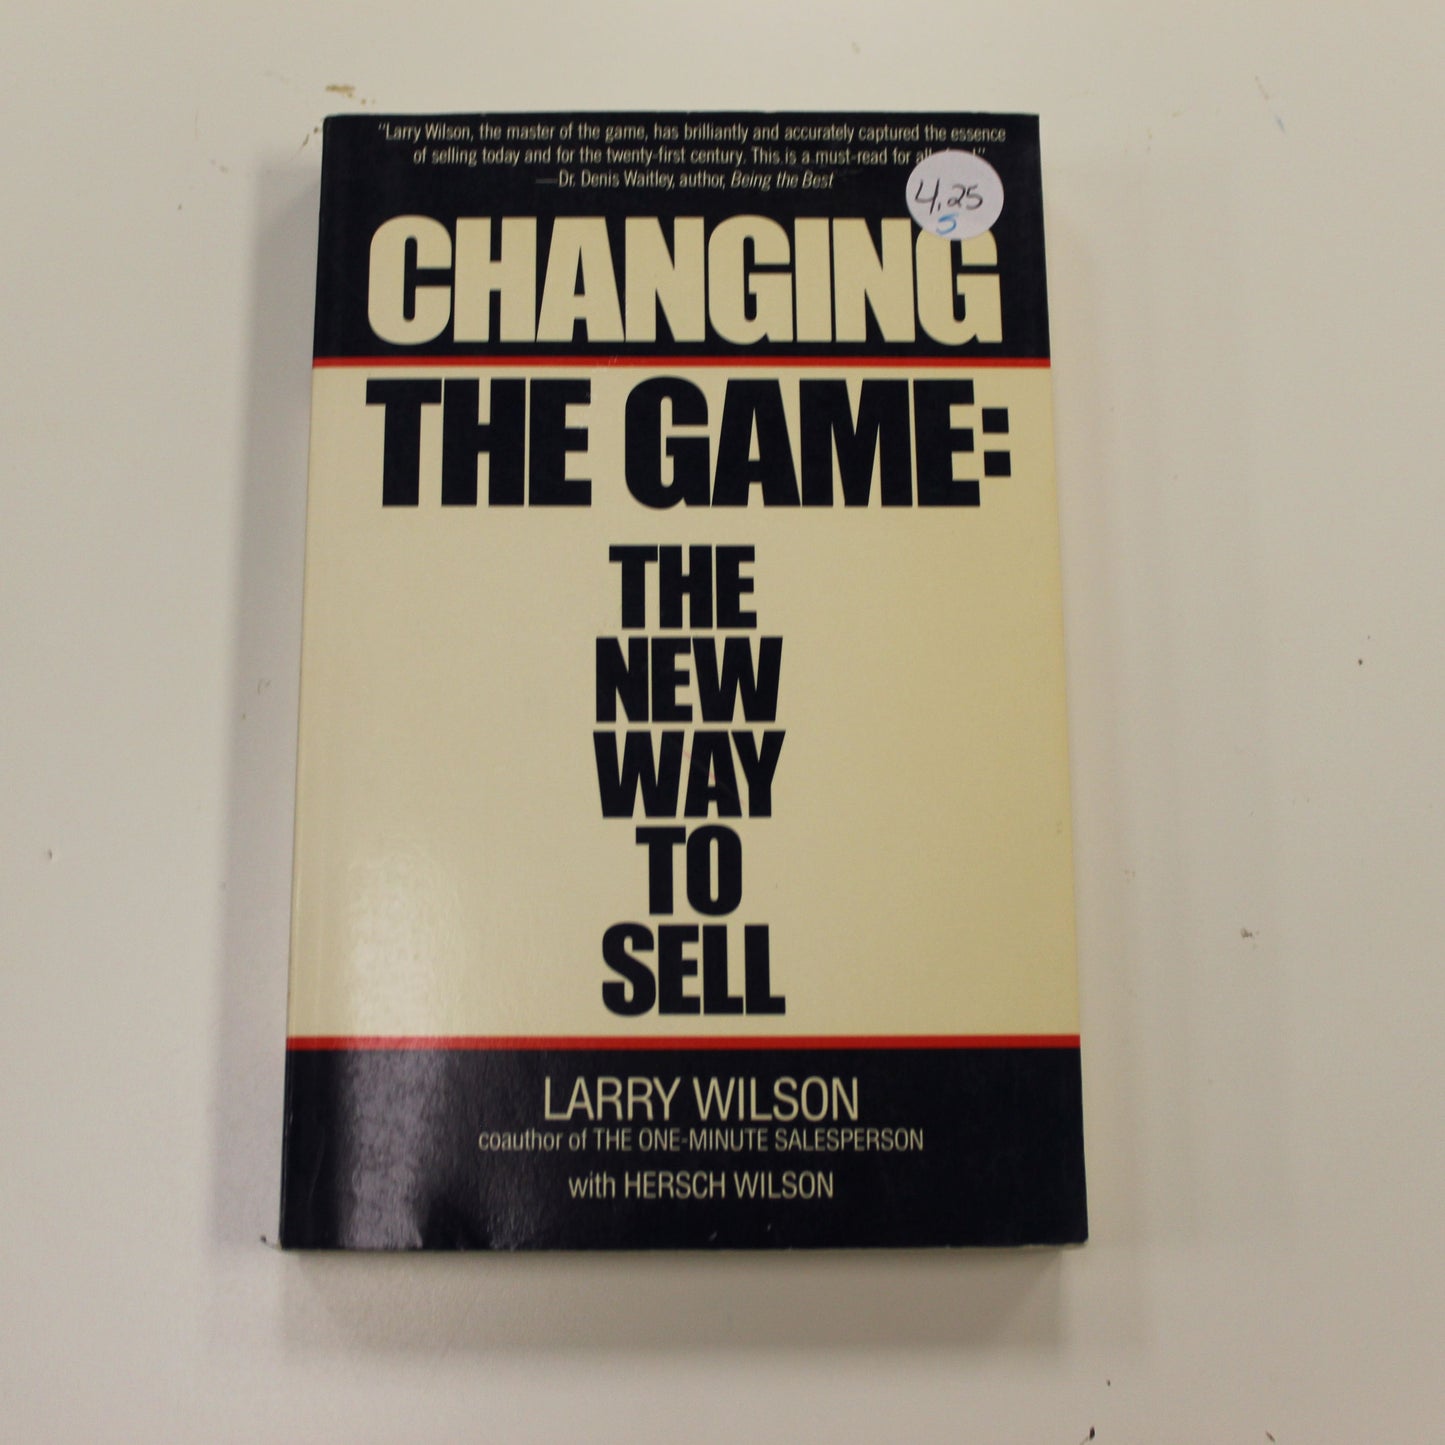 "Larry Wilson, the master of the game, has brilliantly and accurately captured the essence
of selling today and for the twenty-first century. This is a must-read for
—Dr. Denis Waitley, author, Being the Best
4.25
5
CHANGING
THE GAME:
THE
NEW
WAY
TO
SELL
LARRY WILSON
coauthor of THE ONE-MINUTE SALESPERSON
with HERSCH WILSON